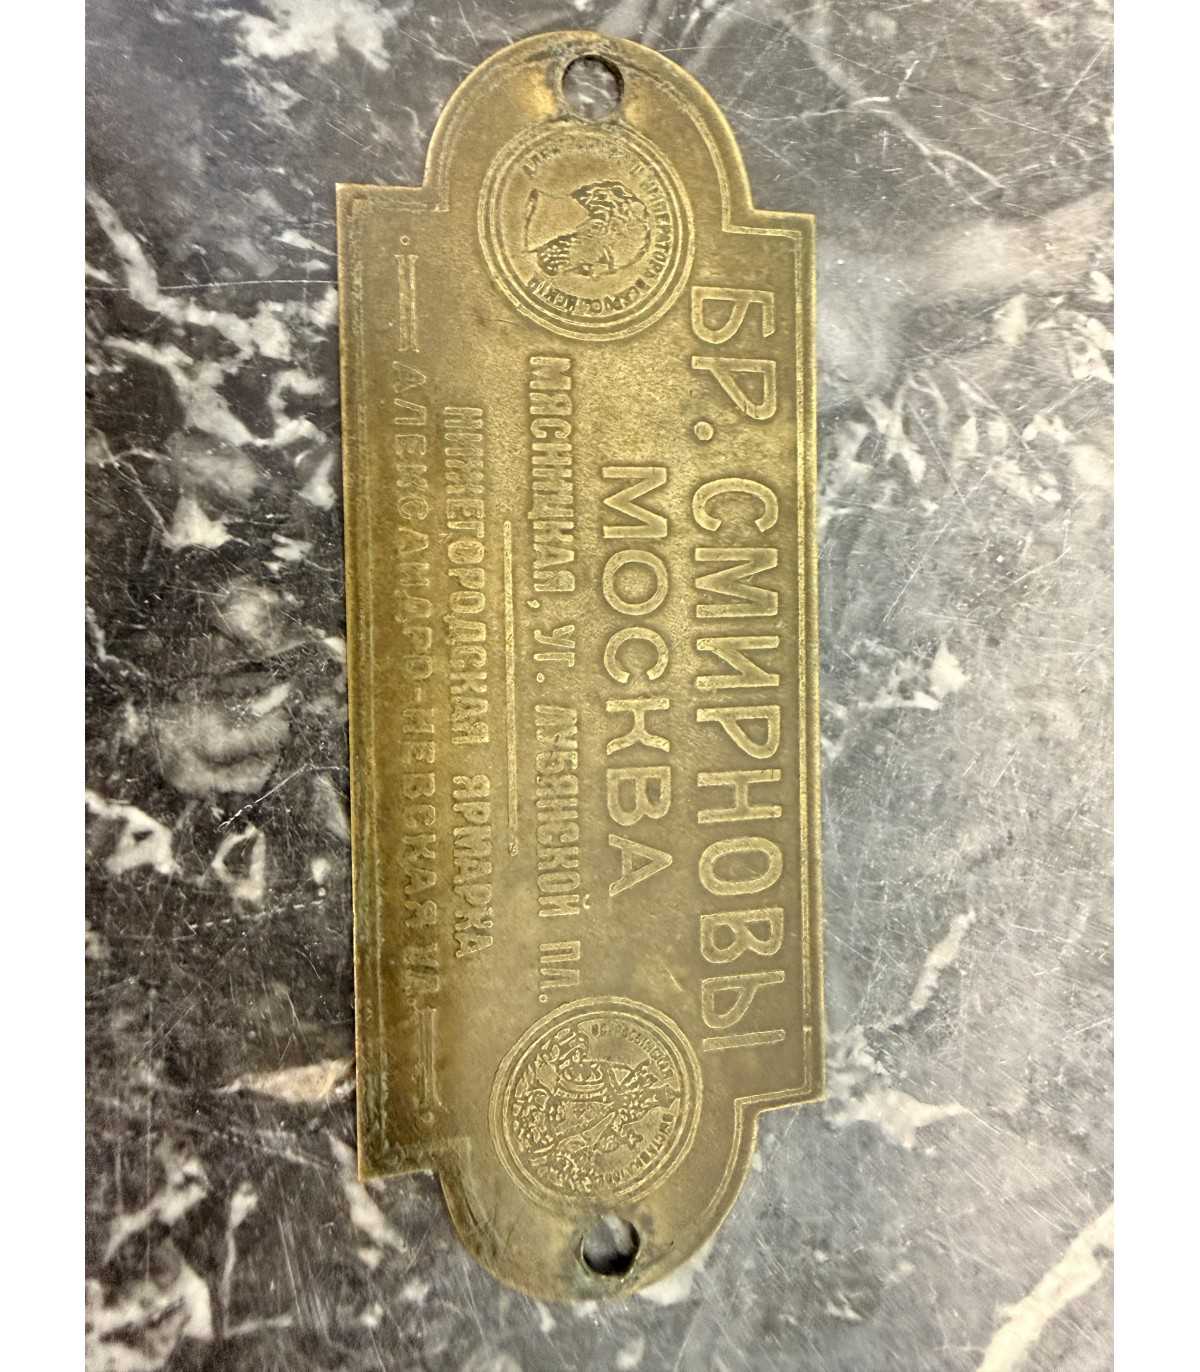 БР. СМИРНОВЫ
МОСКВА
МЯСНИЦКАЯ, УГ. ЛУБЯНСКОЙ ПЛ.
НИЖЕГОРОДСКАЯ ЯРМАРКА
АЛЕКСАНДРО-НЕВСКАЯ УЛ.